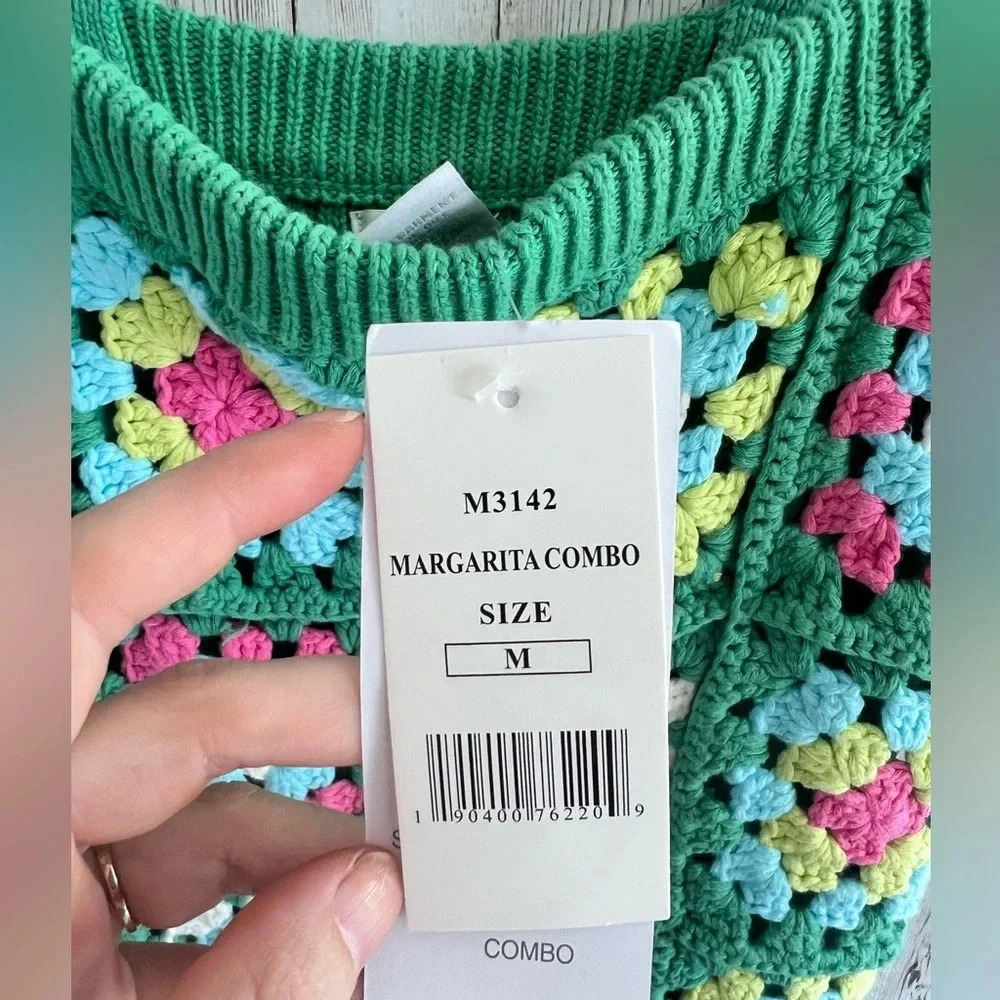 M3142
MARGARITA COMBO
SIZE
M
1 90400 76220 9
COMBO